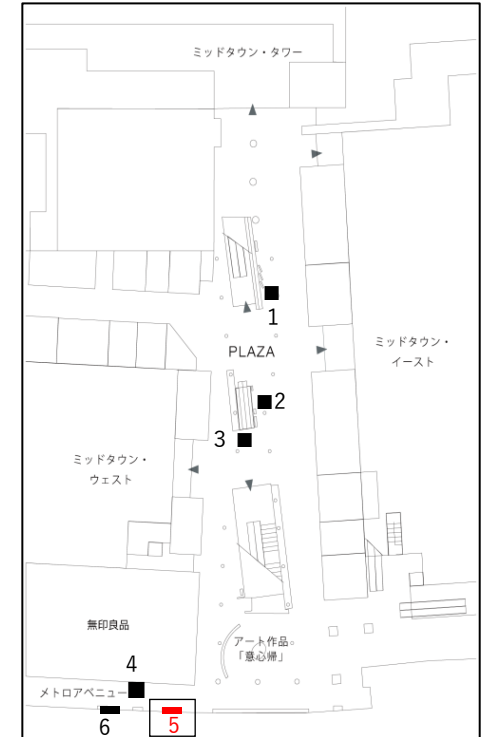 ミッドタウン・タワー
1
PLAZA
ミッドタウン・
イースト
2
3
ミッドタウン・
ウェスト
無印良品
アート作品
「意心帰」
4
メトロアベニュー
6
5